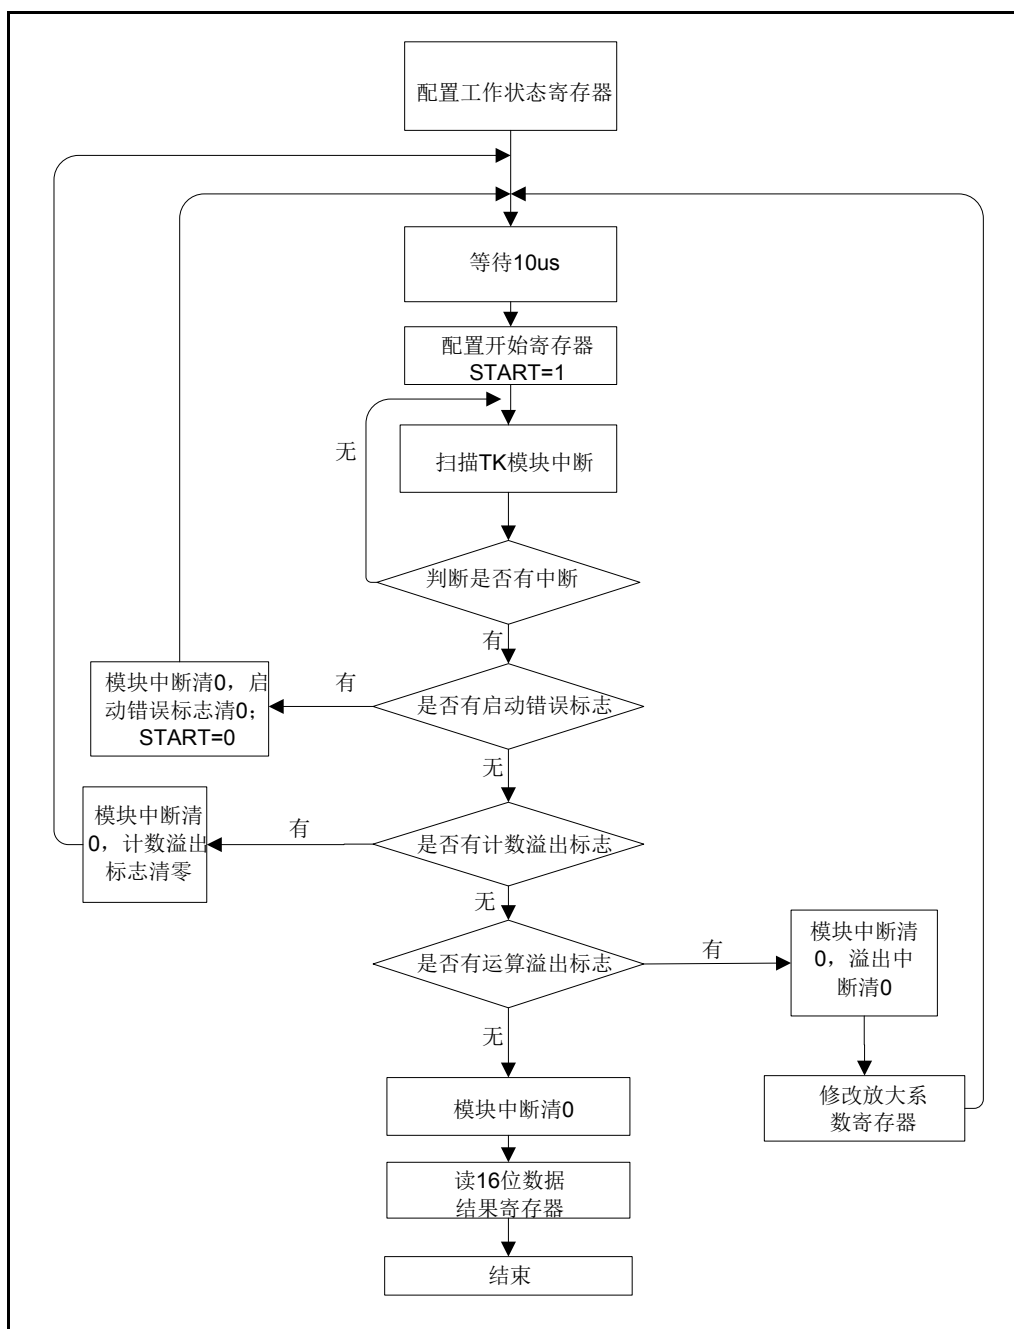 配置工作状态寄存器
等待10us
配置开始寄存器
START=1
无
扫描TK模块中断
判断是否有中断
有
模块中断清0，启
动错误标志清0；
START=0
有
是否有启动错误标志
无
模块中断清
0，计数溢出
标志清零
有
是否有计数溢出标志
无
是否有运算溢出标志
有
模块中断清
0，溢出中
断清0
无
修改放大系
数寄存器
模块中断清0
读16位数据
结果寄存器
结束